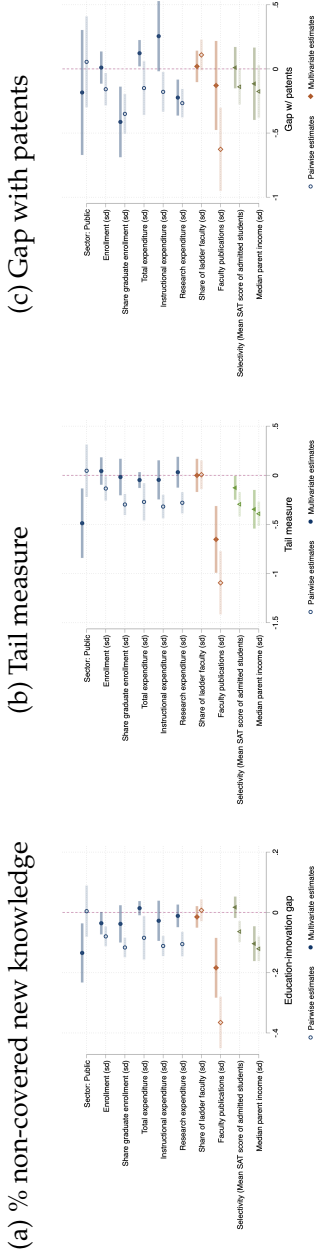 (a) % non-covered new knowledge
Sector: Public
Enrollment (sd)
Share graduate enrollment (sd)
Total expenditure (sd)
Instructional expenditure (sd)
Research expenditure (sd)
Share of ladder faculty (sd)
Faculty publications (sd)
Selectivity (Mean SAT score of admitted students)
Median parent income (sd)
-.4 -.2 0 .2
Education-innovation gap
Pairwise estimates Multivariate estimates
(b) Tail measure
Sector: Public
Enrollment (sd)
Share graduate enrollment (sd)
Total expenditure (sd)
Instructional expenditure (sd)
Research expenditure (sd)
Share of ladder faculty (sd)
Faculty publications (sd)
Selectivity (Mean SAT score of admitted students)
Median parent income (sd)
-1.5 -1 -.5 0 .5
Tail measure
Pairwise estimates Multivariate estimates
(c) Gap with patents
Sector: Public
Enrollment (sd)
Share graduate enrollment (sd)
Total expenditure (sd)
Instructional expenditure (sd)
Research expenditure (sd)
Share of ladder faculty (sd)
Faculty publications (sd)
Selectivity (Mean SAT score of admitted students)
Median parent income (sd)
-1 -.5 0 .5
Gap w/ patents
Pairwise estimates Multivariate estimates